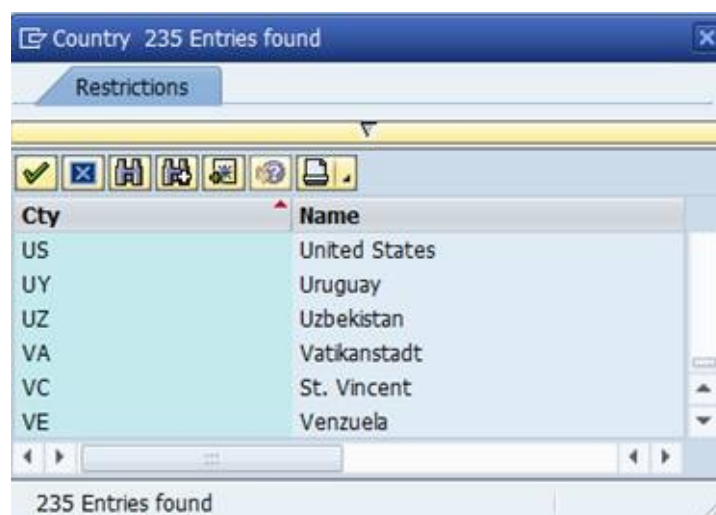 Country 235 Entries found
Restrictions
Cty Name
US United States
UY Uruguay
UZ Uzbekistan
VA Vatikanstadt
VC St. Vincent
VE Venzuela
235 Entries found